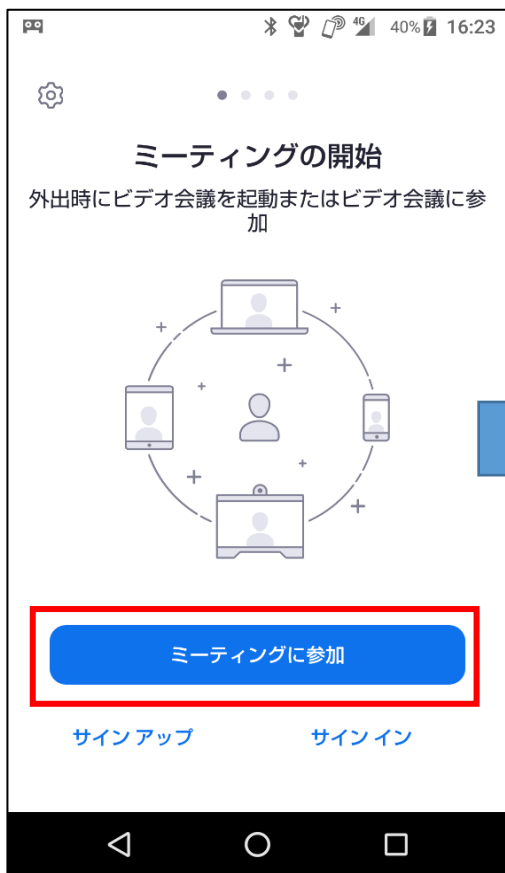 4G 40% 16:23
ミーティングの開始
外出時にビデオ会議を起動またはビデオ会議に参
加
ミーティングに参加
サイン アップ サイン イン